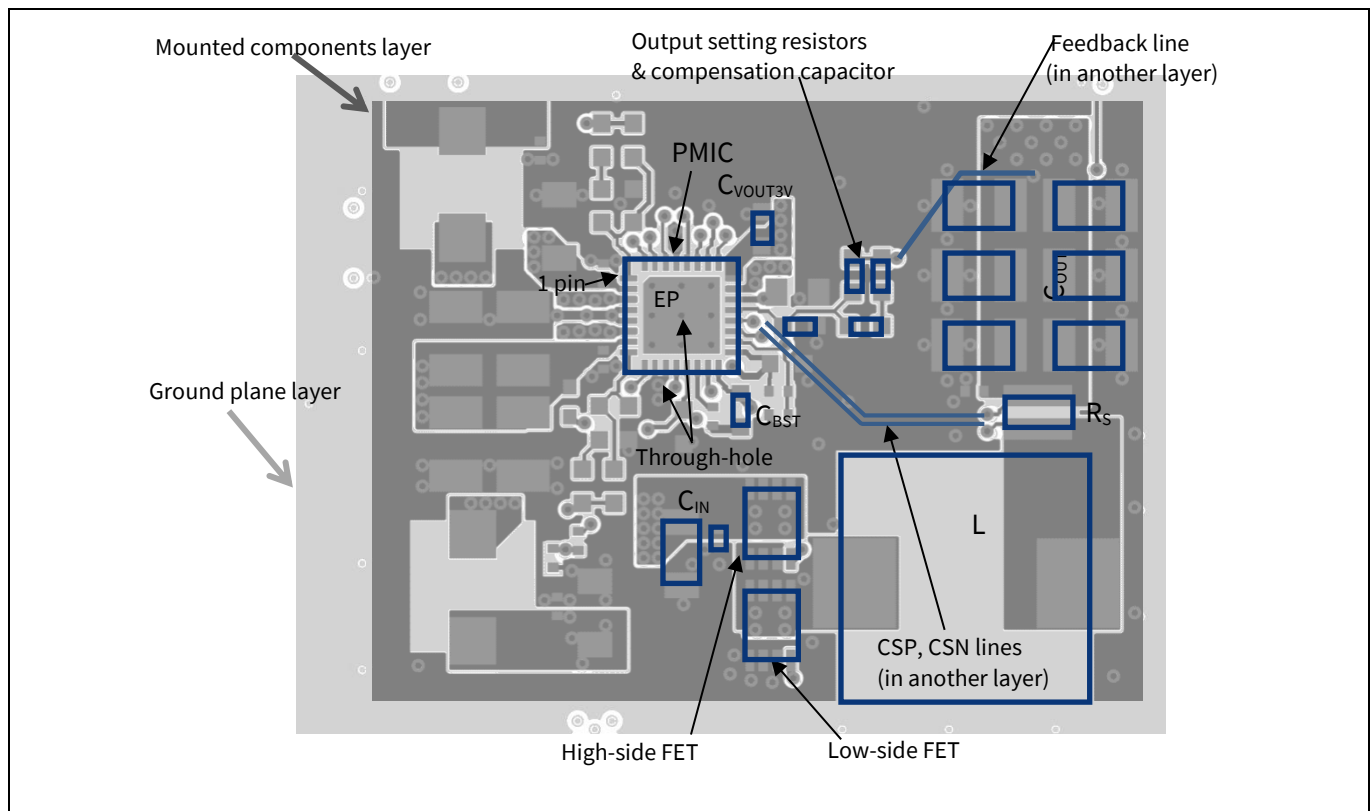 Mounted components layer
Output setting resistors
& compensation capacitor
Feedback line
(in another layer)
PMIC
CVOUT3V
1 pin
EP
COUT
Ground plane layer
CBST
RS
Through-hole
CIN
L
CSP, CSN lines
(in another layer)
High-side FET
Low-side FET